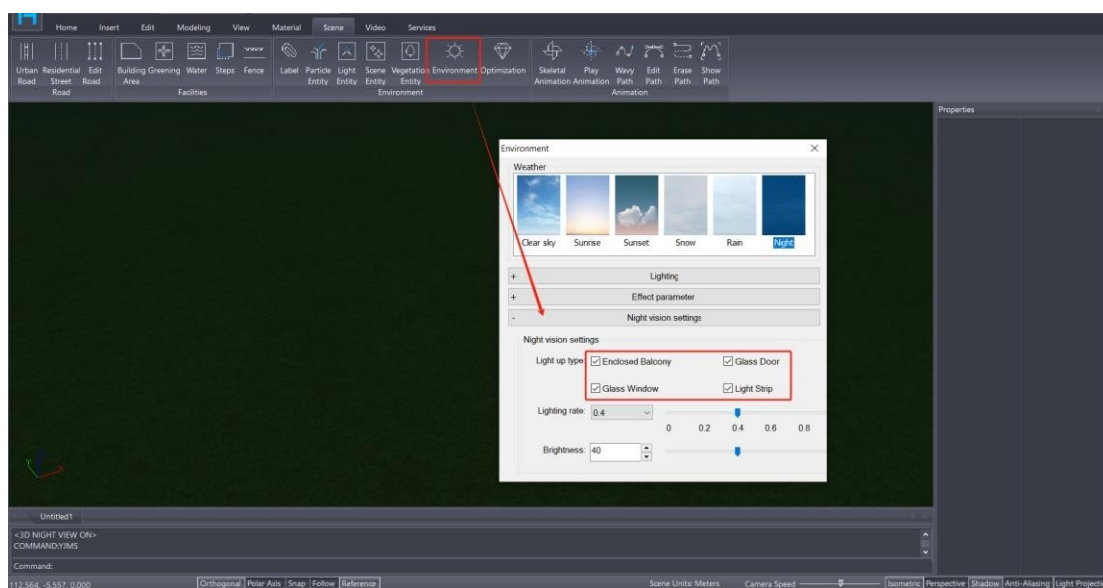 Home Insert Edit Modeling View Material Scene Video Services
Urban Residential Edit Building Greening Water Steps Fence Label Particle Light Scene Vegetation Environment Optimization Skeletal Play Wavy Edit Erase Show
Road Street Road Area Entity Entity Entity Entity Animation Animation Path Path Path Path
Road Facilities Environment Animation
Properties
Environment
Weather
Clear sky Sunrise Sunset Snow Rain Night
+ Lighting
+ Effect parameter
- Night vision settings
Night vision settings
Light up type: Enclosed Balcony Glass Door
Glass Window Light Strip
Lighting rate: 0.4
0 0.2 0.4 0.6 0.8
Brightness: 40
Y X
Untitled1
<3D NIGHT VIEW ON>
COMMAND:YJMS
Command:
112.564, -5.557, 0.000 Orthogonal Polar Axis Snap Follow Reference Scene Units: Meters Camera Speed Isometric Perspective Shadow Anti-Aliasing Light Projecti